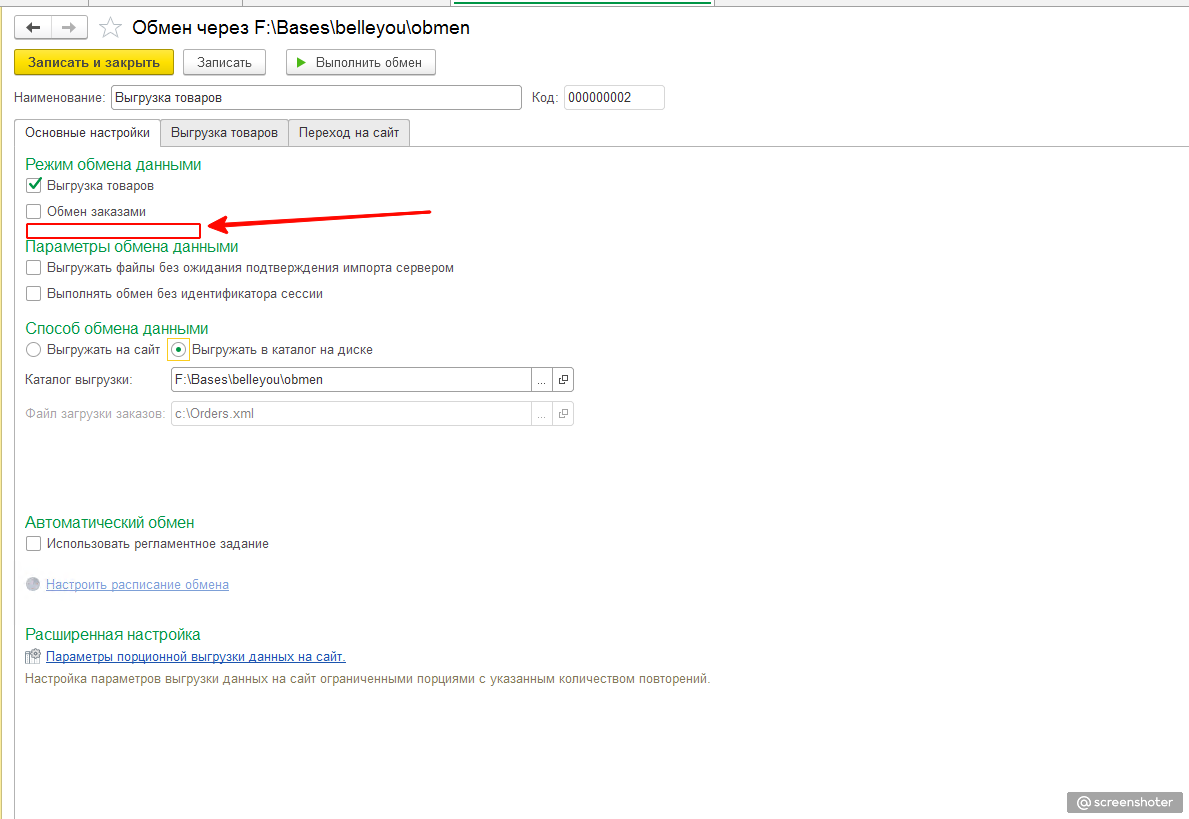 Обмен через F:\Bases\belleyou\obmen
Записать и закрыть Записать Выполнить обмен
Наименование: Выгрузка товаров Код: 000000002
Основные настройки Выгрузка товаров Переход на сайт
Режим обмена данными
Выгрузка товаров
Обмен заказами
Параметры обмена данными
Выгружать файлы без ожидания подтверждения импорта сервером
Выполнять обмен без идентификатора сессии
Способ обмена данными
Выгружать на сайт Выгружать в каталог на диске
Каталог выгрузки: F:\Bases\belleyou\obmen ...
Файл загрузки заказов: c:\Orders.xml ...
Автоматический обмен
Использовать регламентное задание
Настроить расписание обмена
Расширенная настройка
Параметры порционной выгрузки данных на сайт.
Настройка параметров выгрузки данных на сайт ограниченными порциями с указанным количеством повторений.
@screenshoter